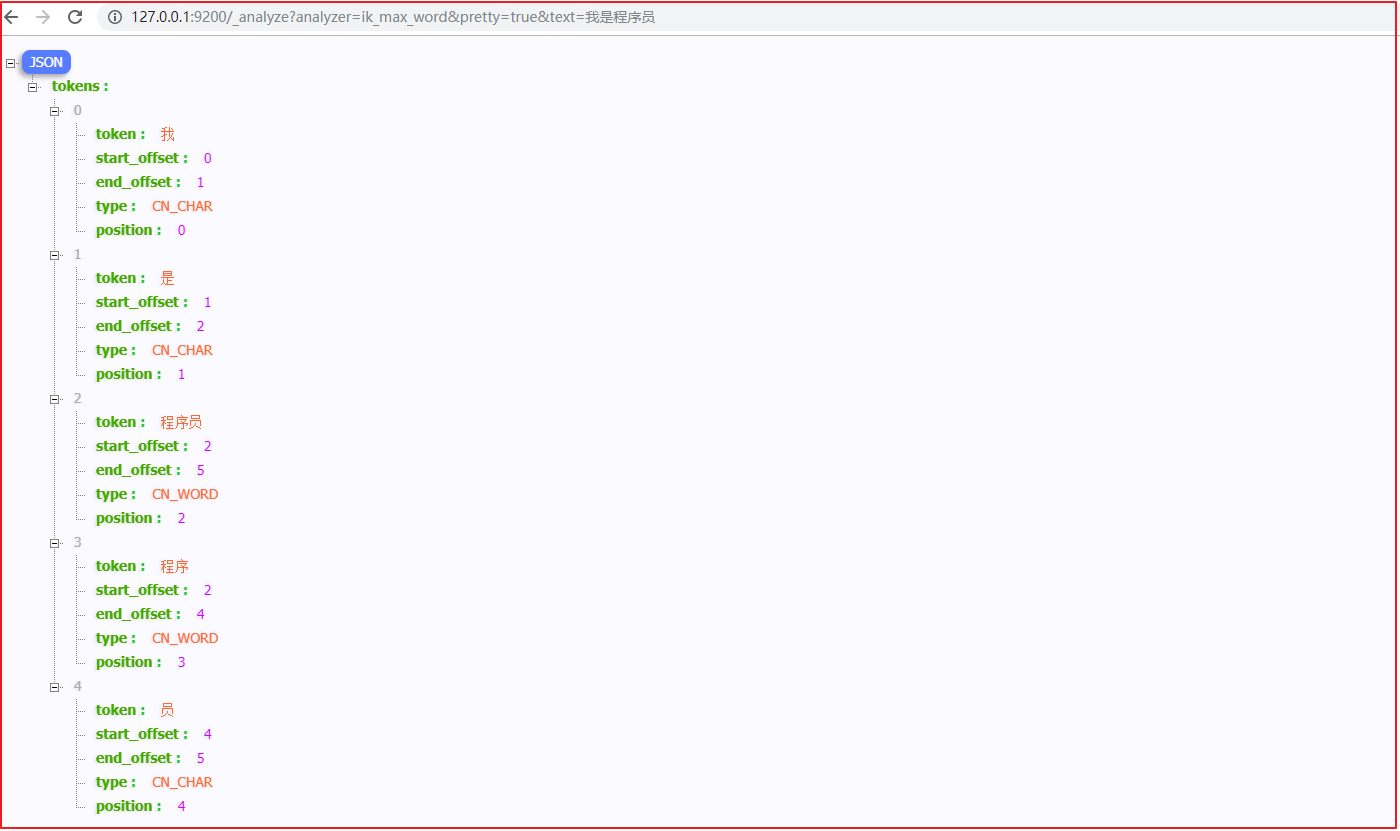 127.0.0.1:9200/_analyze?analyzer=ik_max_word&pretty=true&text=我是程序员
JSON
tokens :
0
token : 我
start_offset : 0
end_offset : 1
type : CN_CHAR
position : 0
1
token : 是
start_offset : 1
end_offset : 2
type : CN_CHAR
position : 1
2
token : 程序员
start_offset : 2
end_offset : 5
type : CN_WORD
position : 2
3
token : 程序
start_offset : 2
end_offset : 4
type : CN_WORD
position : 3
4
token : 员
start_offset : 4
end_offset : 5
type : CN_CHAR
position : 4